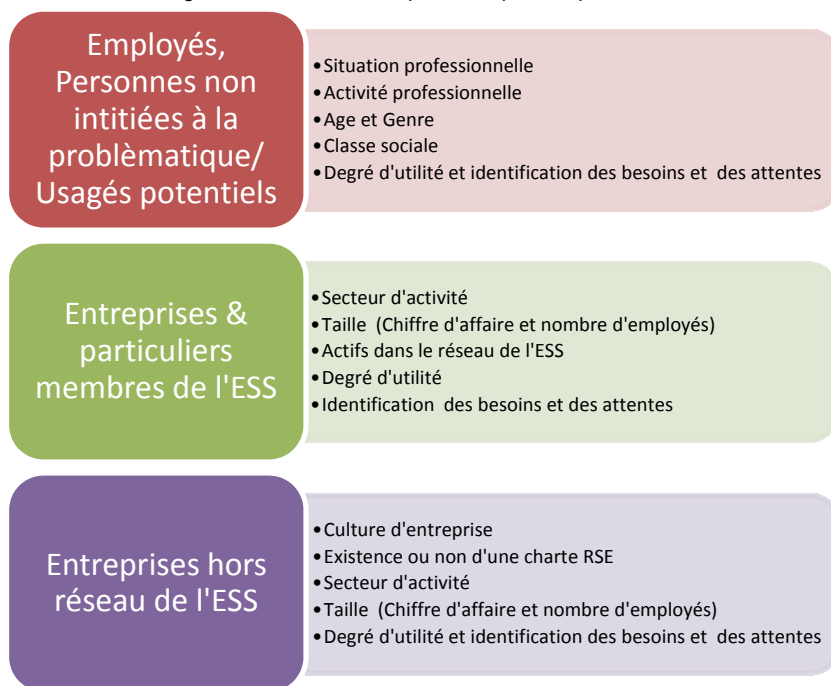 Employés,
Personnes non
intitiées à la
problèmatique/
Usagés potentiels
•Situation professionnelle
•Activité professionnelle
•Age et Genre
•Classe sociale
•Degré d'utilité et identification des besoins et des attentes
Entreprises &
particuliers
membres de l'ESS
•Secteur d'activité
•Taille (Chiffre d'affaire et nombre d'employés)
•Actifs dans le réseau de l'ESS
•Degré d'utilité
•Identification des besoins et des attentes
Entreprises hors
réseau de l'ESS
•Culture d'entreprise
•Existence ou non d'une charte RSE
•Secteur d'activité
•Taille (Chiffre d'affaire et nombre d'employés)
•Degré d'utilité et identification des besoins et des attentes